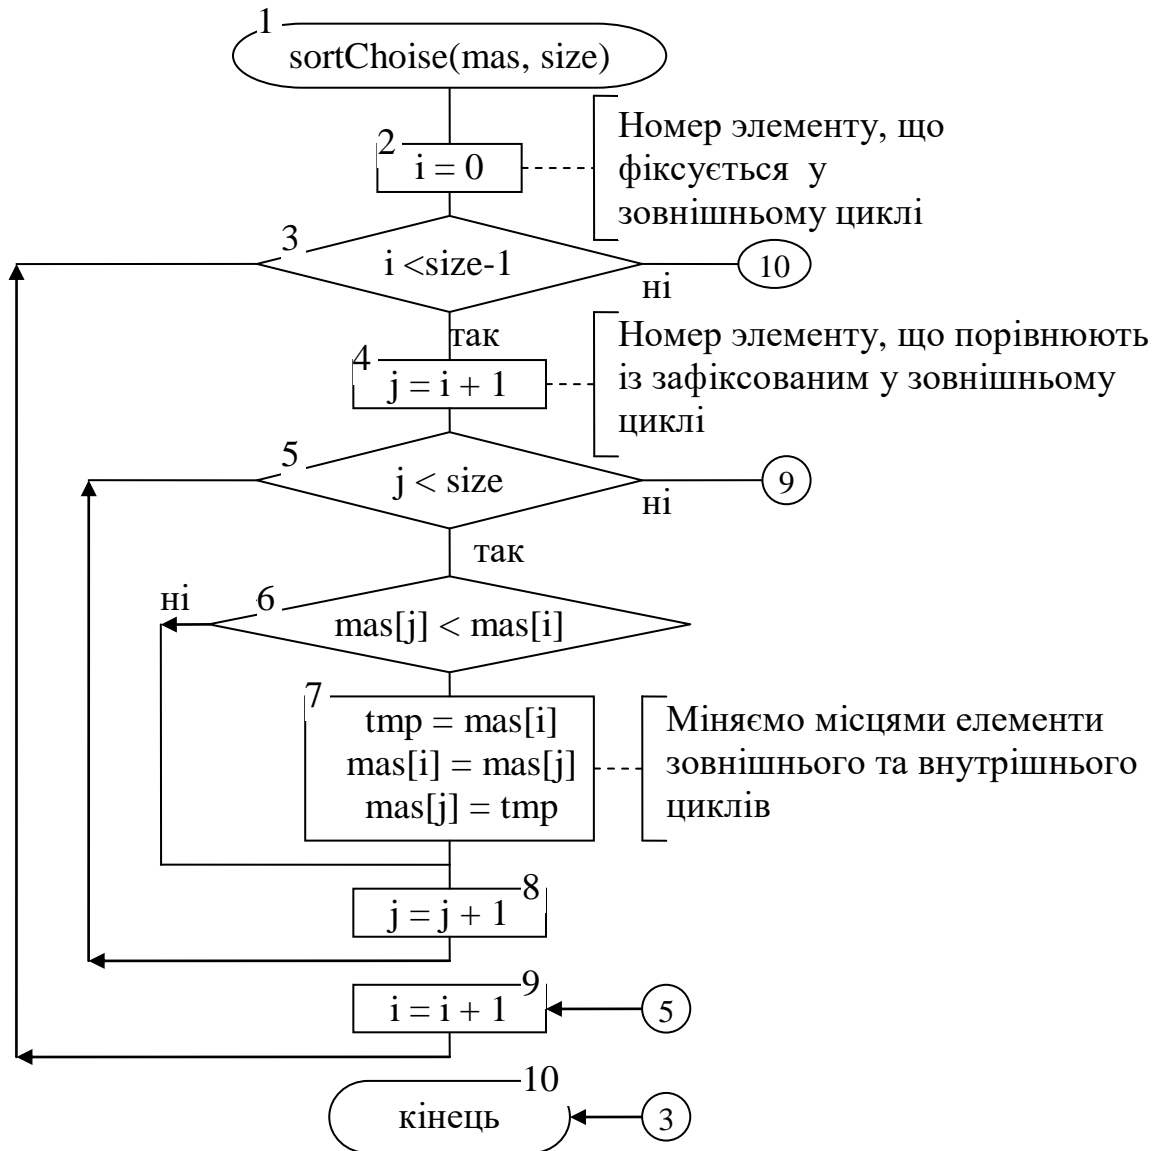 1
sortChoise(mas, size)
2
i = 0
Номер элементу, що
фіксується у
зовнішньому циклі
3
i <size-1
ні
10
так
4
j = i + 1
Номер элементу, що порівнюють
із зафіксованим у зовнішньому
циклі
5
j < size
ні
9
так
ні
6
mas[j] < mas[i]
7
tmp = mas[i]
mas[i] = mas[j]
mas[j] = tmp
Міняємо місцями елементи
зовнішнього та внутрішнього
циклів
8
j = j + 1
9
i = i + 1
5
10
кінець
3